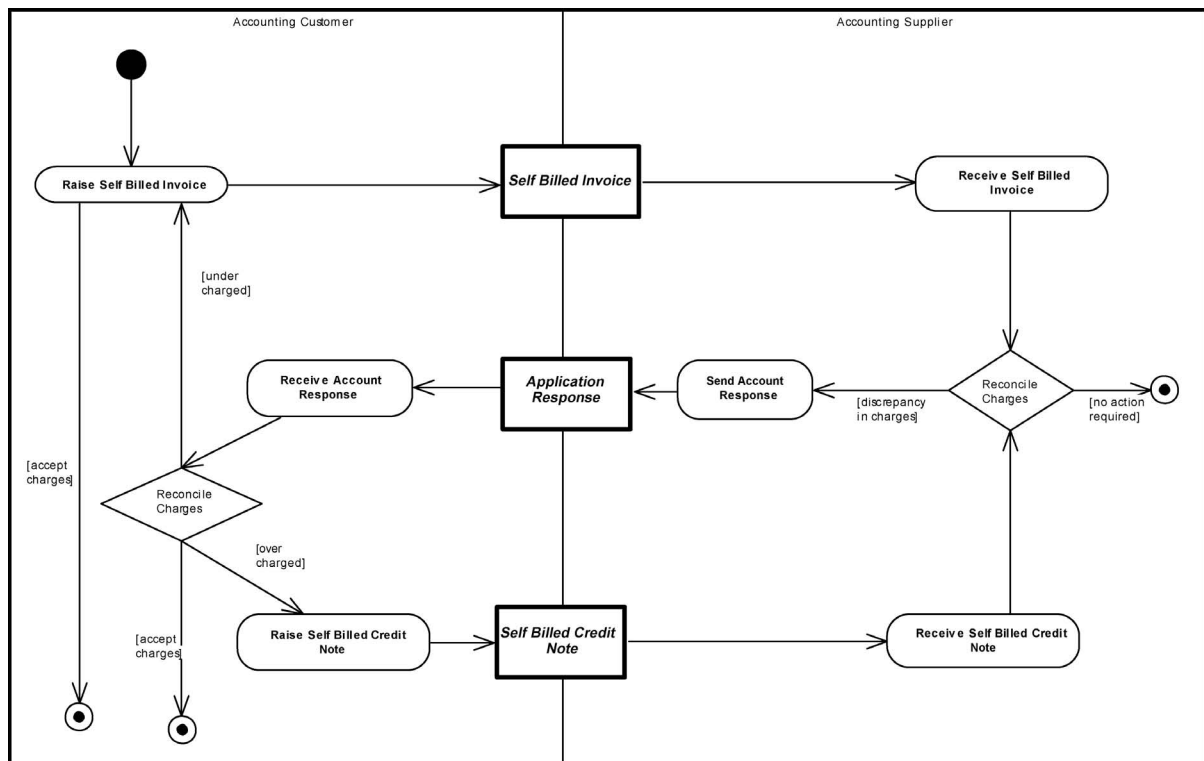 Accounting Customer
Accounting Supplier
Raise Self Billed Invoice
Self Billed Invoice
Receive Self Billed
Invoice
[under
charged]
Receive Account
Response
Application
Response
Send Account
Response
Reconcile
Charges
[discrepancy
in charges]
[no action
required]
[accept
charges]
Reconcile
Charges
[over
charged]
[accept
charges]
Raise Self Billed Credit
Note
Self Billed Credit
Note
Receive Self Billed Credit
Note